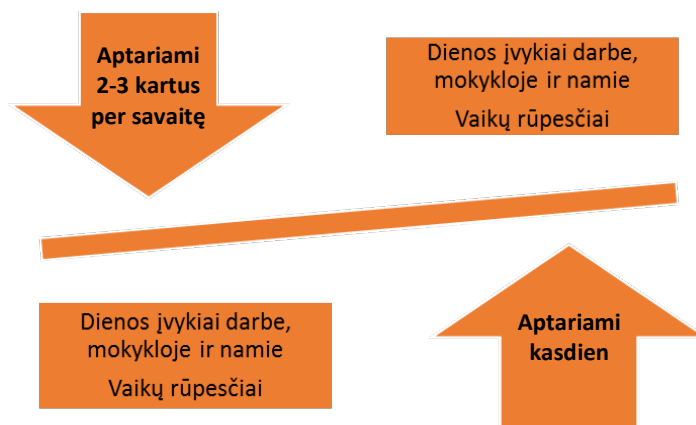 Aptariami
2-3 kartus
per savaitę
Dienos įvykiai darbe,
mokykloje ir namie
Vaikų rūpesčiai
Dienos įvykiai darbe,
mokykloje ir namie
Vaikų rūpesčiai
Aptariami
kasdien